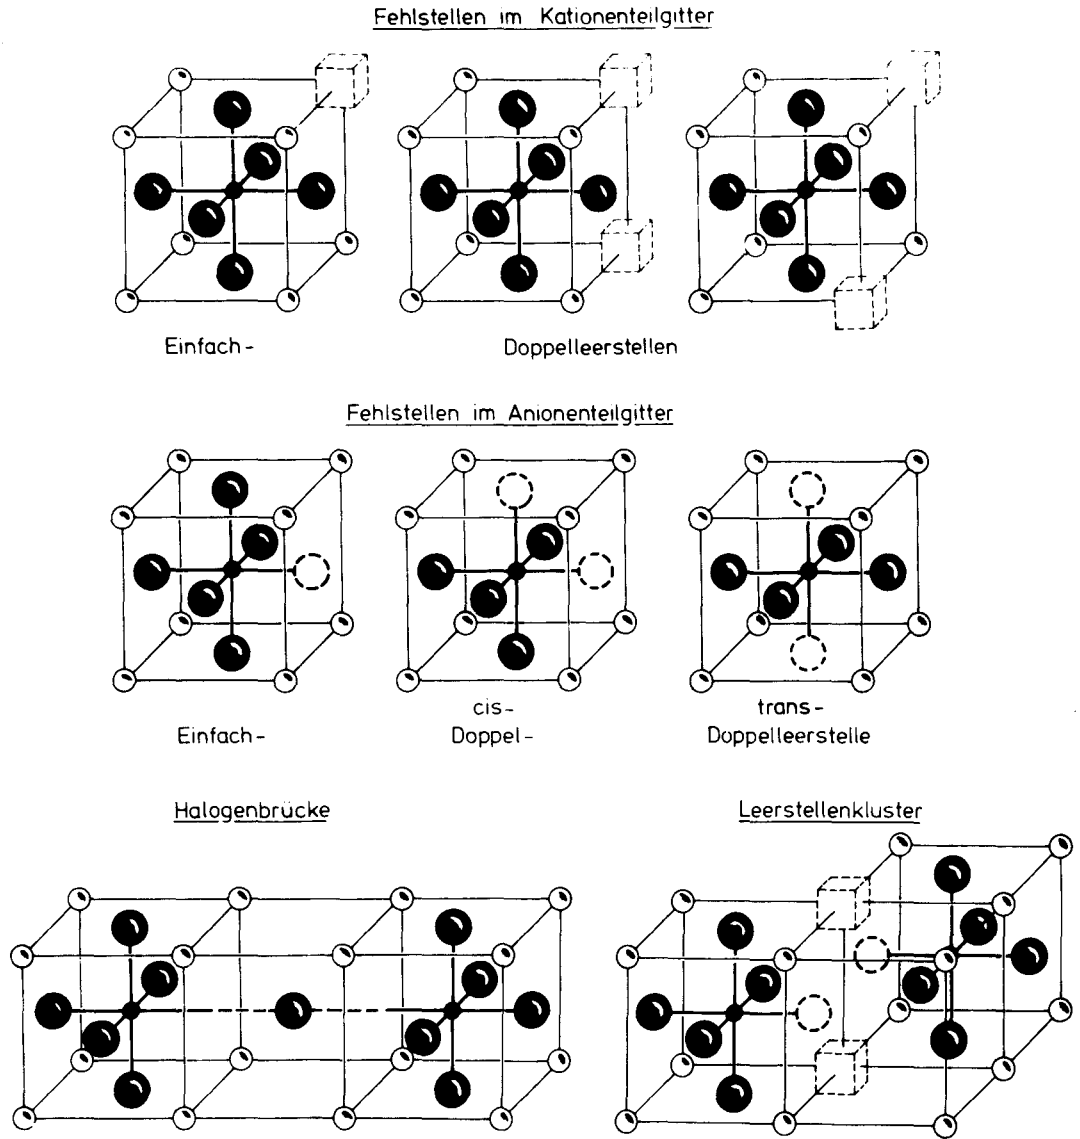 Fehlstellen im Kationenteilgitter
Einfach-
Doppelleerstellen
Fehlstellen im Anionenteilgitter
Einfach-
cis-
Doppel-
trans-
Doppelleerstelle
Halogenbrücke
Leerstellenkluster